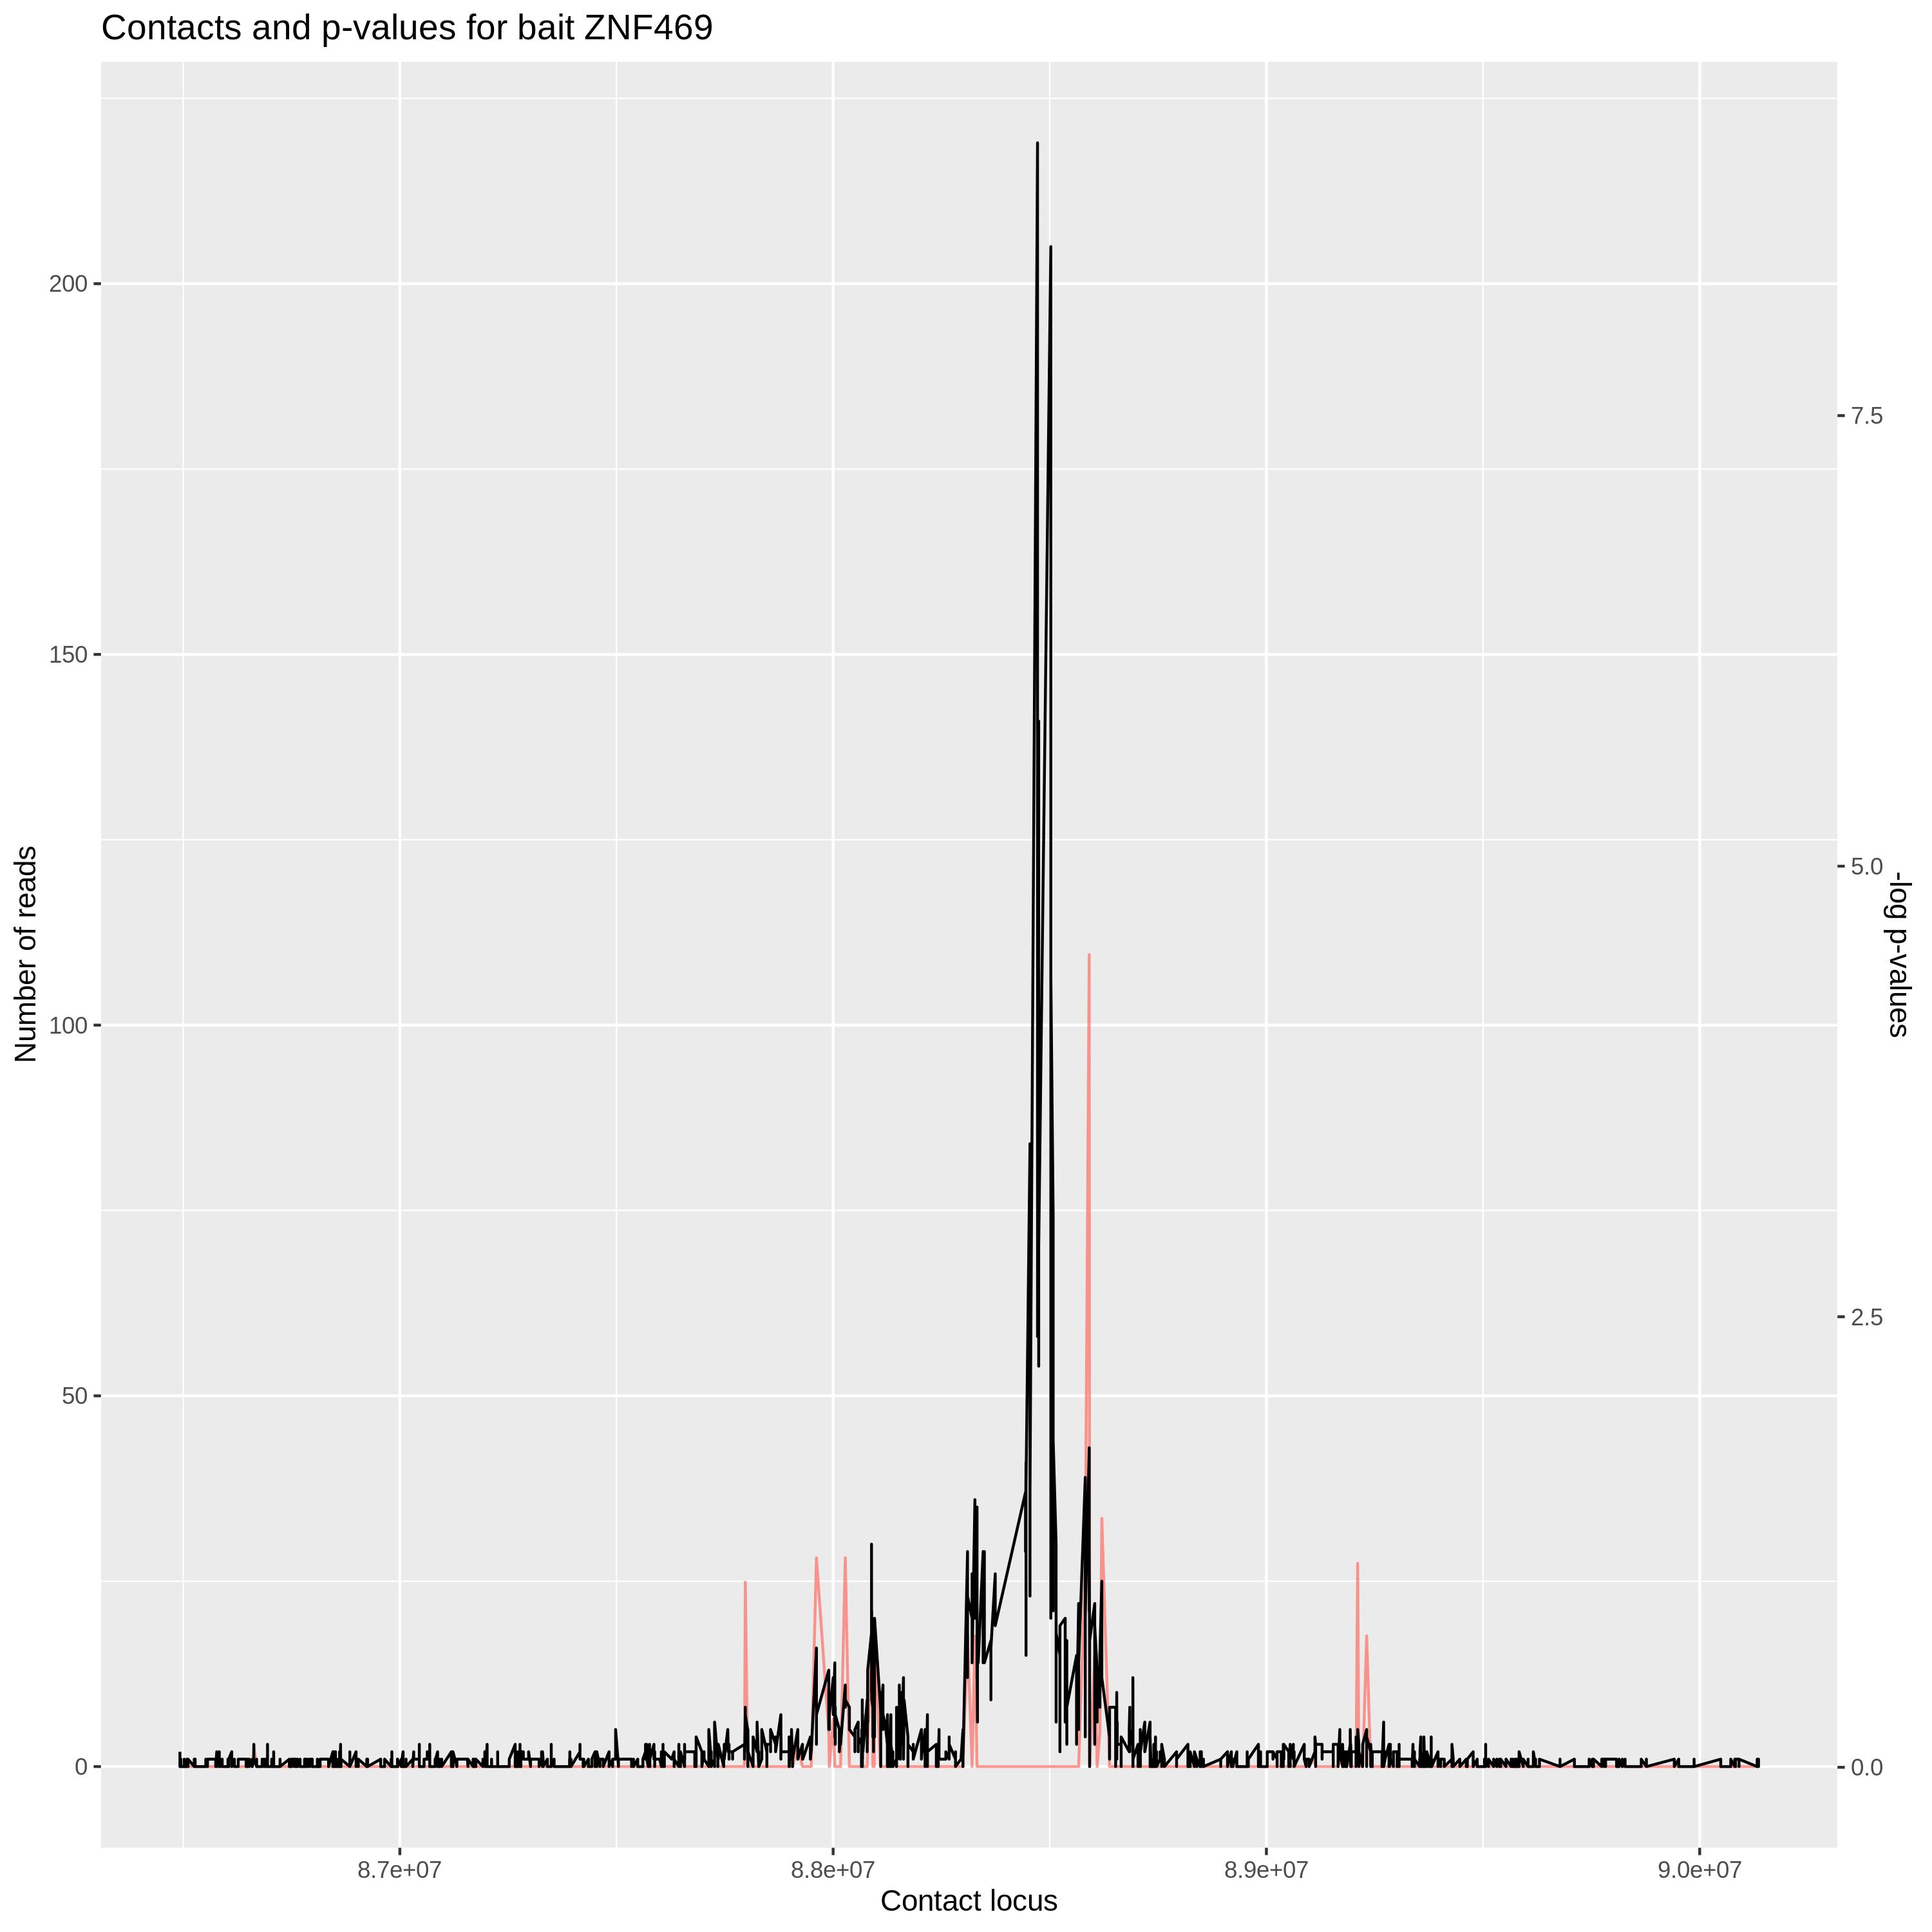 Contacts and p-values for bait ZNF469
Number of reads
200
150
100
50
0
7.5
5.0
2.5
0.0
-log p-values
8.7e+07
8.8e+07
8.9e+07
9.0e+07
Contact locus